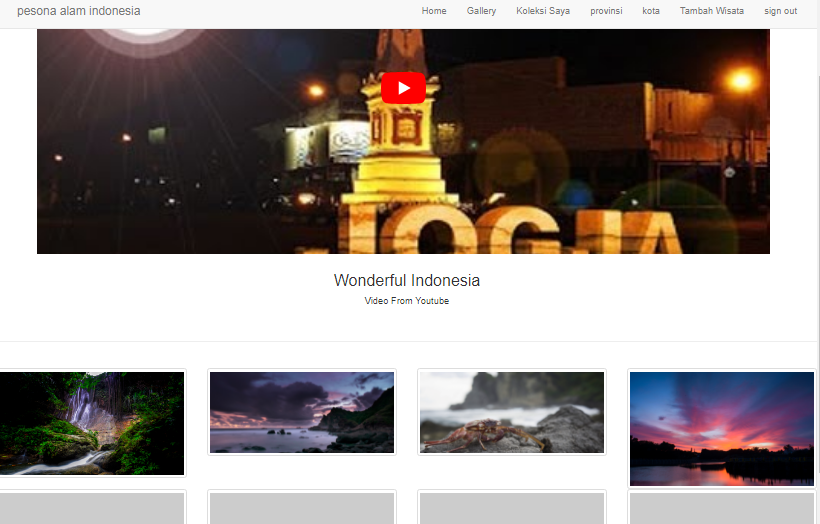 pesona alam indonesia
Home Gallery Koleksi Saya provinsi kota Tambah Wisata sign out
JOGJA
Wonderful Indonesia
Video From Youtube